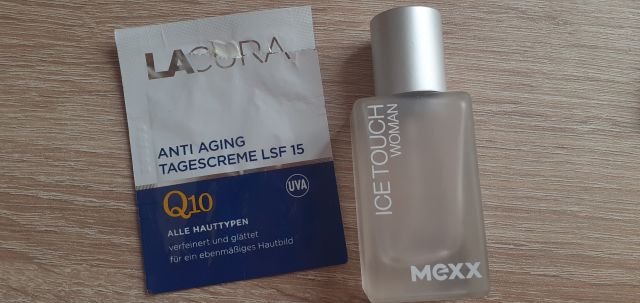 LACURA
ANTI AGING
TAGESCREME LSF 15
Q10
UVA
ALLE HAUTTYPEN
verfeinert und glättet
für ein ebenmäßiges Hautbild
ICE TOUCH
WOMAN
mexx